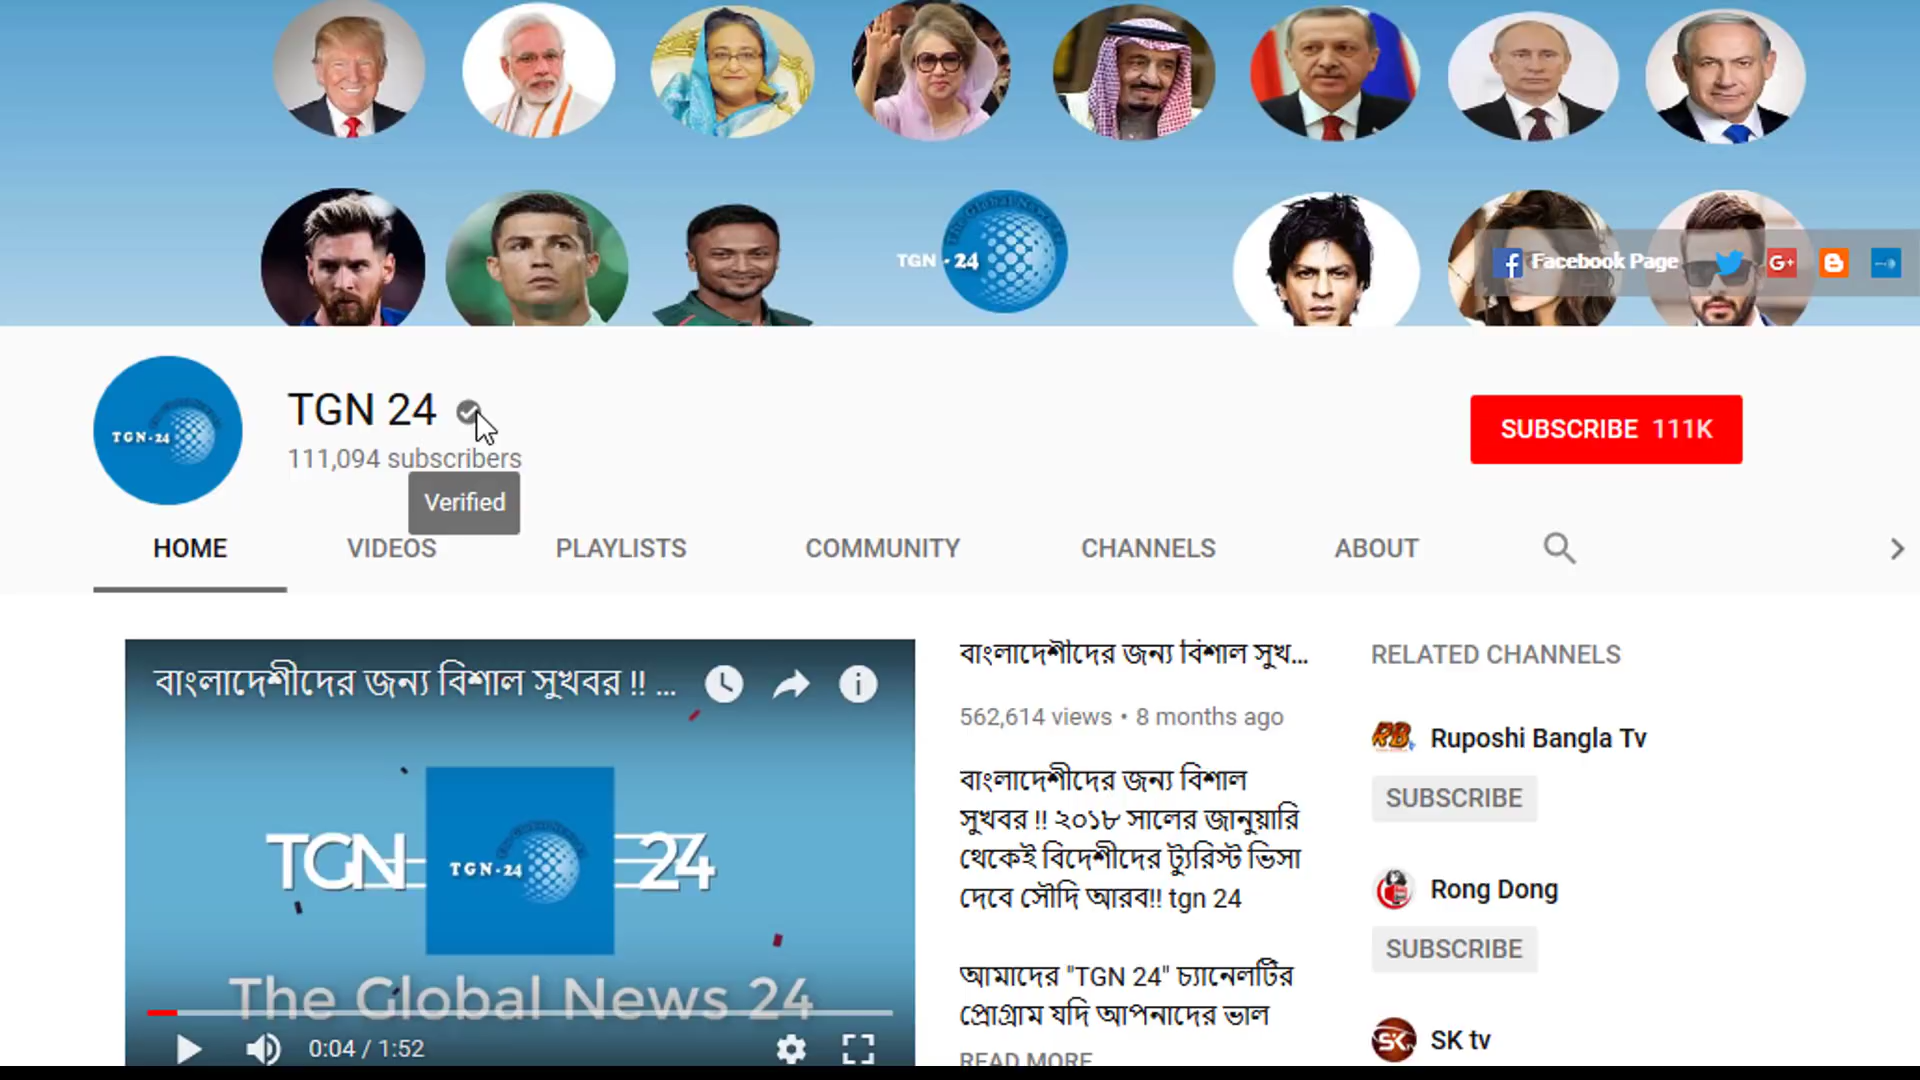 TGN - 24
Facebook Page
G+
TGN-24
TGN 24
111,094 subscribers
Verified
SUBSCRIBE 111K
HOME
VIDEOS
PLAYLISTS
COMMUNITY
CHANNELS
ABOUT
বাংলাদেশীদের জন্য বিশাল সুখবর !! ...
TGN
TGN-24
24
The Global News 24
0:04 / 1:52
বাংলাদেশীদের জন্য বিশাল সুখ...
562,614 views • 8 months ago
বাংলাদেশীদের জন্য বিশাল
সুখবর !! ২০১৮ সালের জানুয়ারি
থেকেই বিদেশীদের ট্যুরিস্ট ভিসা
দেবে সৌদি আরব!! tgn 24
আমাদের "TGN 24" চ্যানেলটির
প্রোগ্রাম যদি আপনাদের ভাল
READ MORE
RELATED CHANNELS
Ruposhi Bangla Tv
SUBSCRIBE
Rong Dong
SUBSCRIBE
SK tv